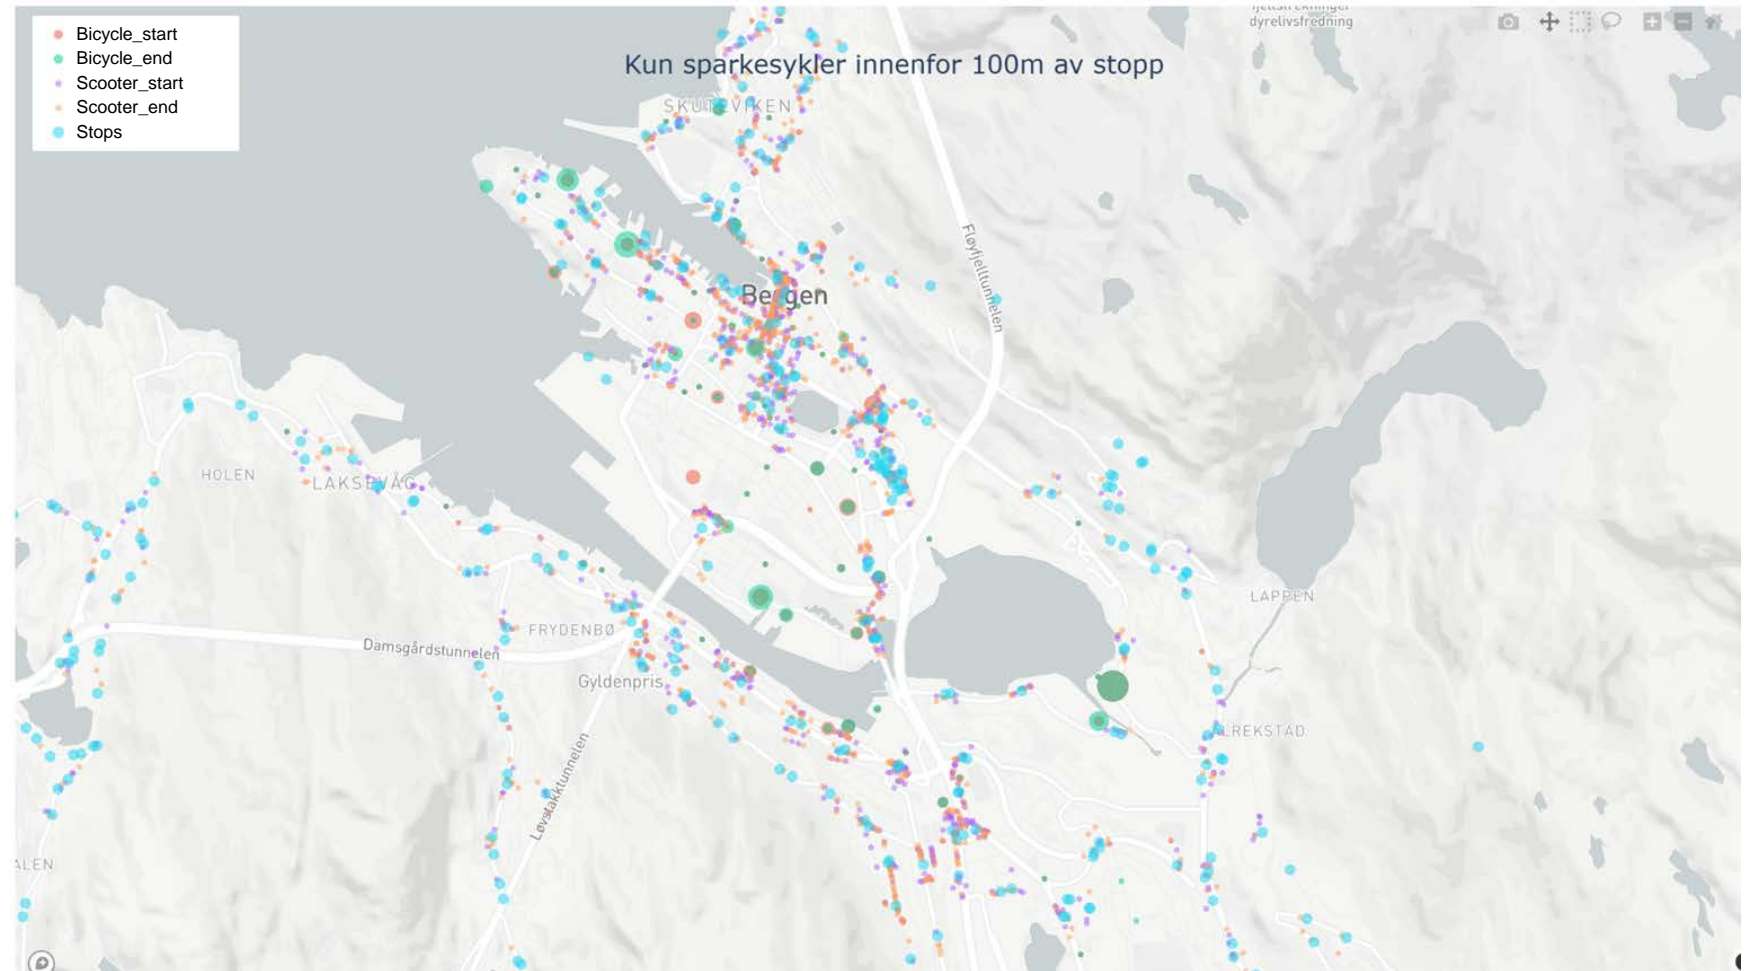 Bicycle_start
Bicycle_end
Scooter_start
Scooter_end
Stops
dyrelivsfredning
Kun sparkesykler innenfor 100m av stopp
SKUTEVIKEN
Fløyfjelltunnelen
Bergen
HOLEN
LAKSEVÅG
LAPPEN
FRYDENBØ
Damsgårdstunnelen
Gyldenpris
ALREKSTAD
Løvstakktunnelen
ALEN